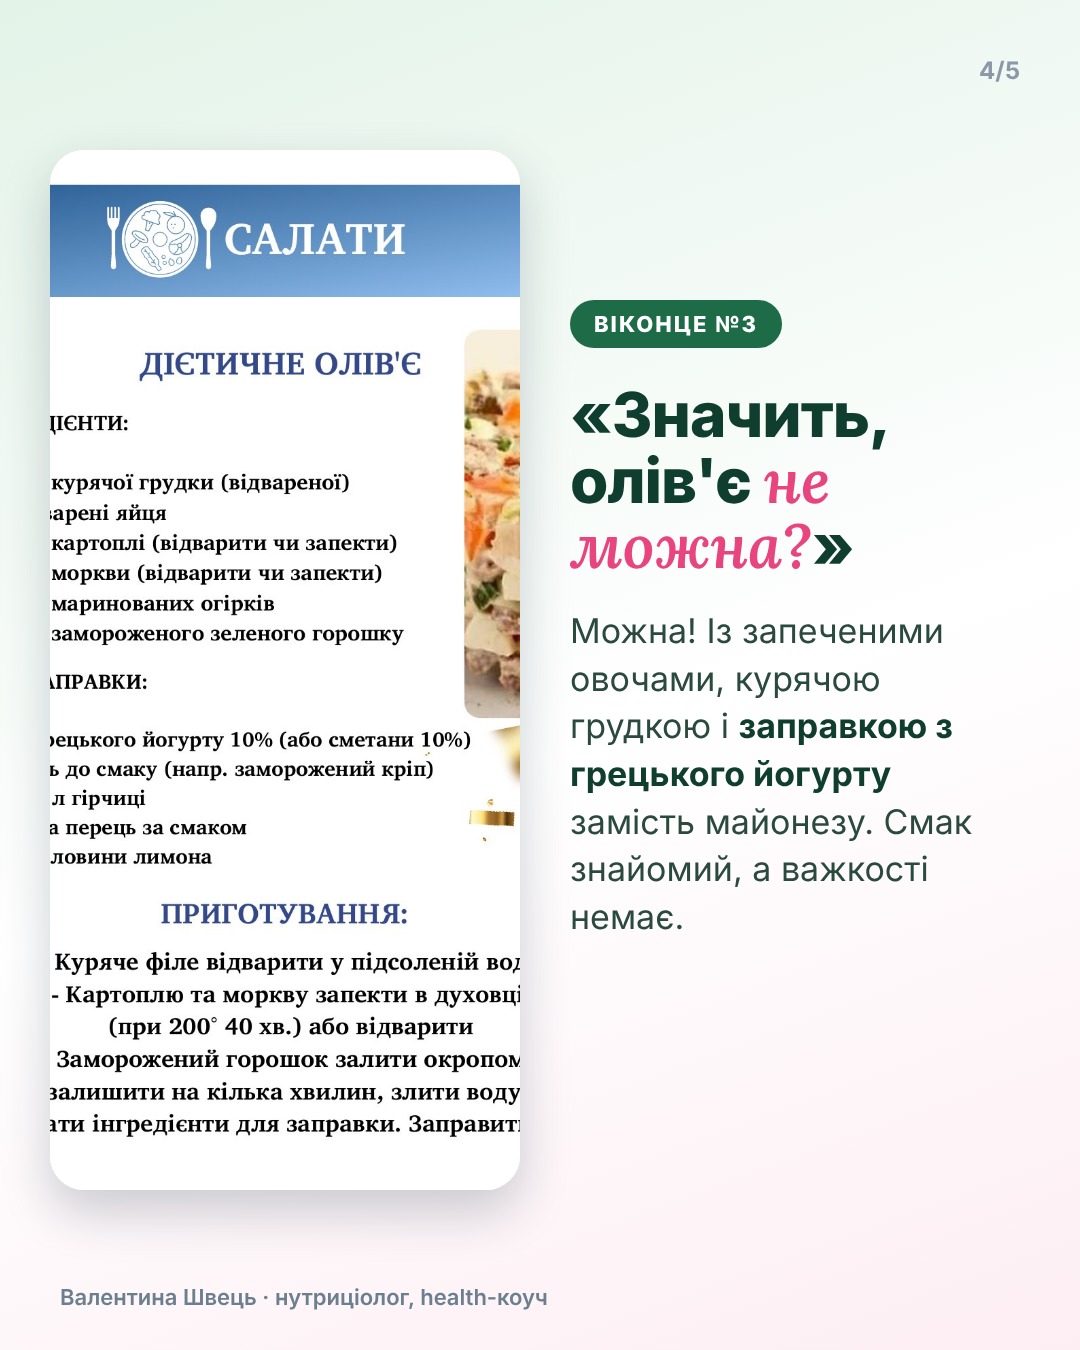 4/5
САЛАТИ
ДІЄТИЧНЕ ОЛІВ'Є
ДІЄНТИ:
курячої грудки (відвареної)
варені яйця
картоплі (відварити чи запекти)
моркви (відварити чи запекти)
маринованих огірків
замороженого зеленого горошку
АПРАВКИ:
рецького йогурту 10% (або сметани 10%)
ь до смаку (напр. заморожений кріп)
л гірчиці
а перець за смаком
ловини лимона
ПРИГОТУВАННЯ:
Куряче філе відварити у підсоленій вод
- Картоплю та моркву запекти в духовці
(при 200° 40 хв.) або відварити
Заморожений горошок залити окропом
валишити на кілька хвилин, злити воду
ати інгредієнти для заправки. Заправит
ВІКОНЦЕ №3
«Значить,
олів'є не
можна?»
Можна! Із запеченими
овочами, курячою
грудкою і заправкою з
грецького йогурту
замість майонезу. Смак
знайомий, а важкості
немає.
Валентина Швець · нутриціолог, health-коуч